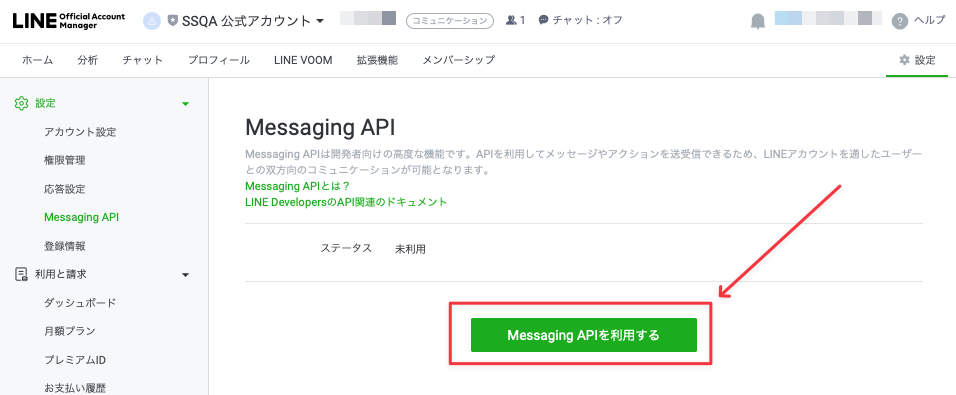 LINE Official Account Manager
SSQA 公式アカウント
コミュニケーション
1
チャット : オフ
ヘルプ
ホーム
分析
チャット
プロフィール
LINE VOOM
拡張機能
メンバーシップ
設定
設定
アカウント設定
権限管理
応答設定
Messaging API
登録情報
利用と請求
ダッシュボード
月額プラン
プレミアムID
お支払い履歴
Messaging API
Messaging APIは開発者向けの高度な機能です。APIを利用してメッセージやアクションを送受信できるため、LINEアカウントを通したユーザー
との双方向のコミュニケーションが可能となります。
Messaging APIとは？
LINE DevelopersのAPI関連のドキュメント
ステータス 未利用
Messaging APIを利用する